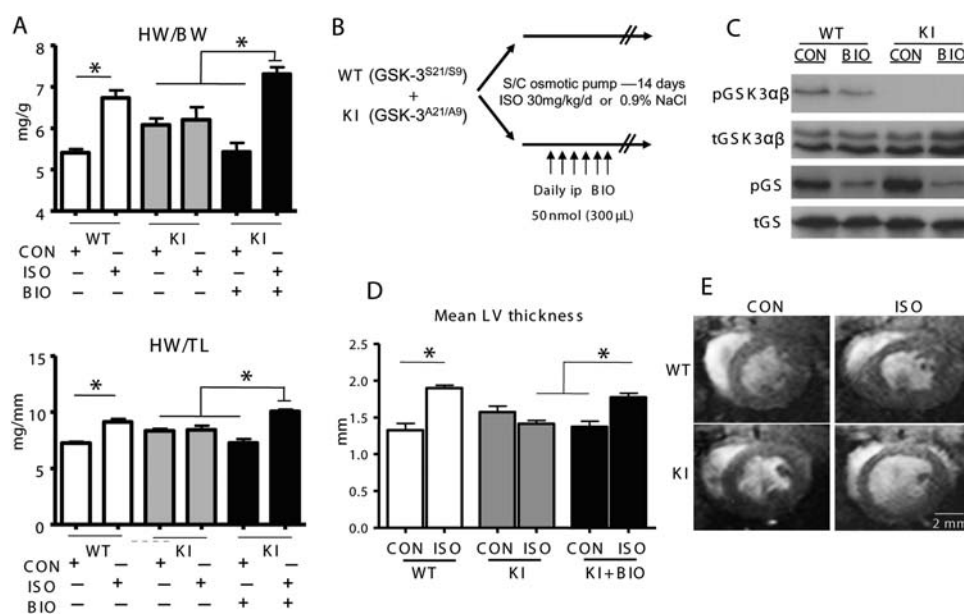 A
HW/BW
mg/g
8
7
6
5
4
*
*
WT KI KI
CON + − + − + −
ISO − + − + − +
BIO − − − − + +
HW/TL
mg/mm
15
10
5
0
*
*
WT KI KI
CON + − + − + −
ISO − + − + − +
BIO − − − − + +
B
WT (GSK-3S21/S9)
+
KI (GSK-3A21/A9)
S/C osmotic pump —14 days
ISO 30mg/kg/d or 0.9% NaCl
Daily ip BIO
50 nmol (300 µL)
C
WT KI
CON BIO CON BIO
pGSK3αβ
tGSK3αβ
pGS
tGS
D
Mean LV thickness
mm
2.5
2.0
1.5
1.0
0.5
0.0
*
*
CON ISO CON ISO CON ISO
WT KI KI+BIO
E
CON ISO
WT
KI
2 mm